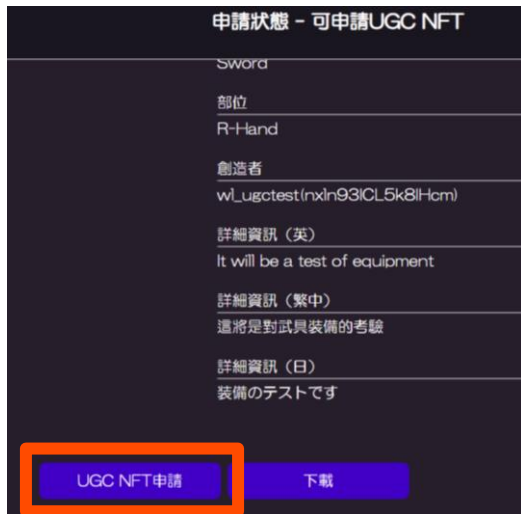 申請狀態 - 可申請UGC NFT
Sword
部位
R-Hand
創造者
詳細資訊（英）
It will be a test of equipment
詳細資訊（繁中）
這將是對武具裝備的考驗
詳細資訊（日）
装備のテストです
UGC NFT申請
下載